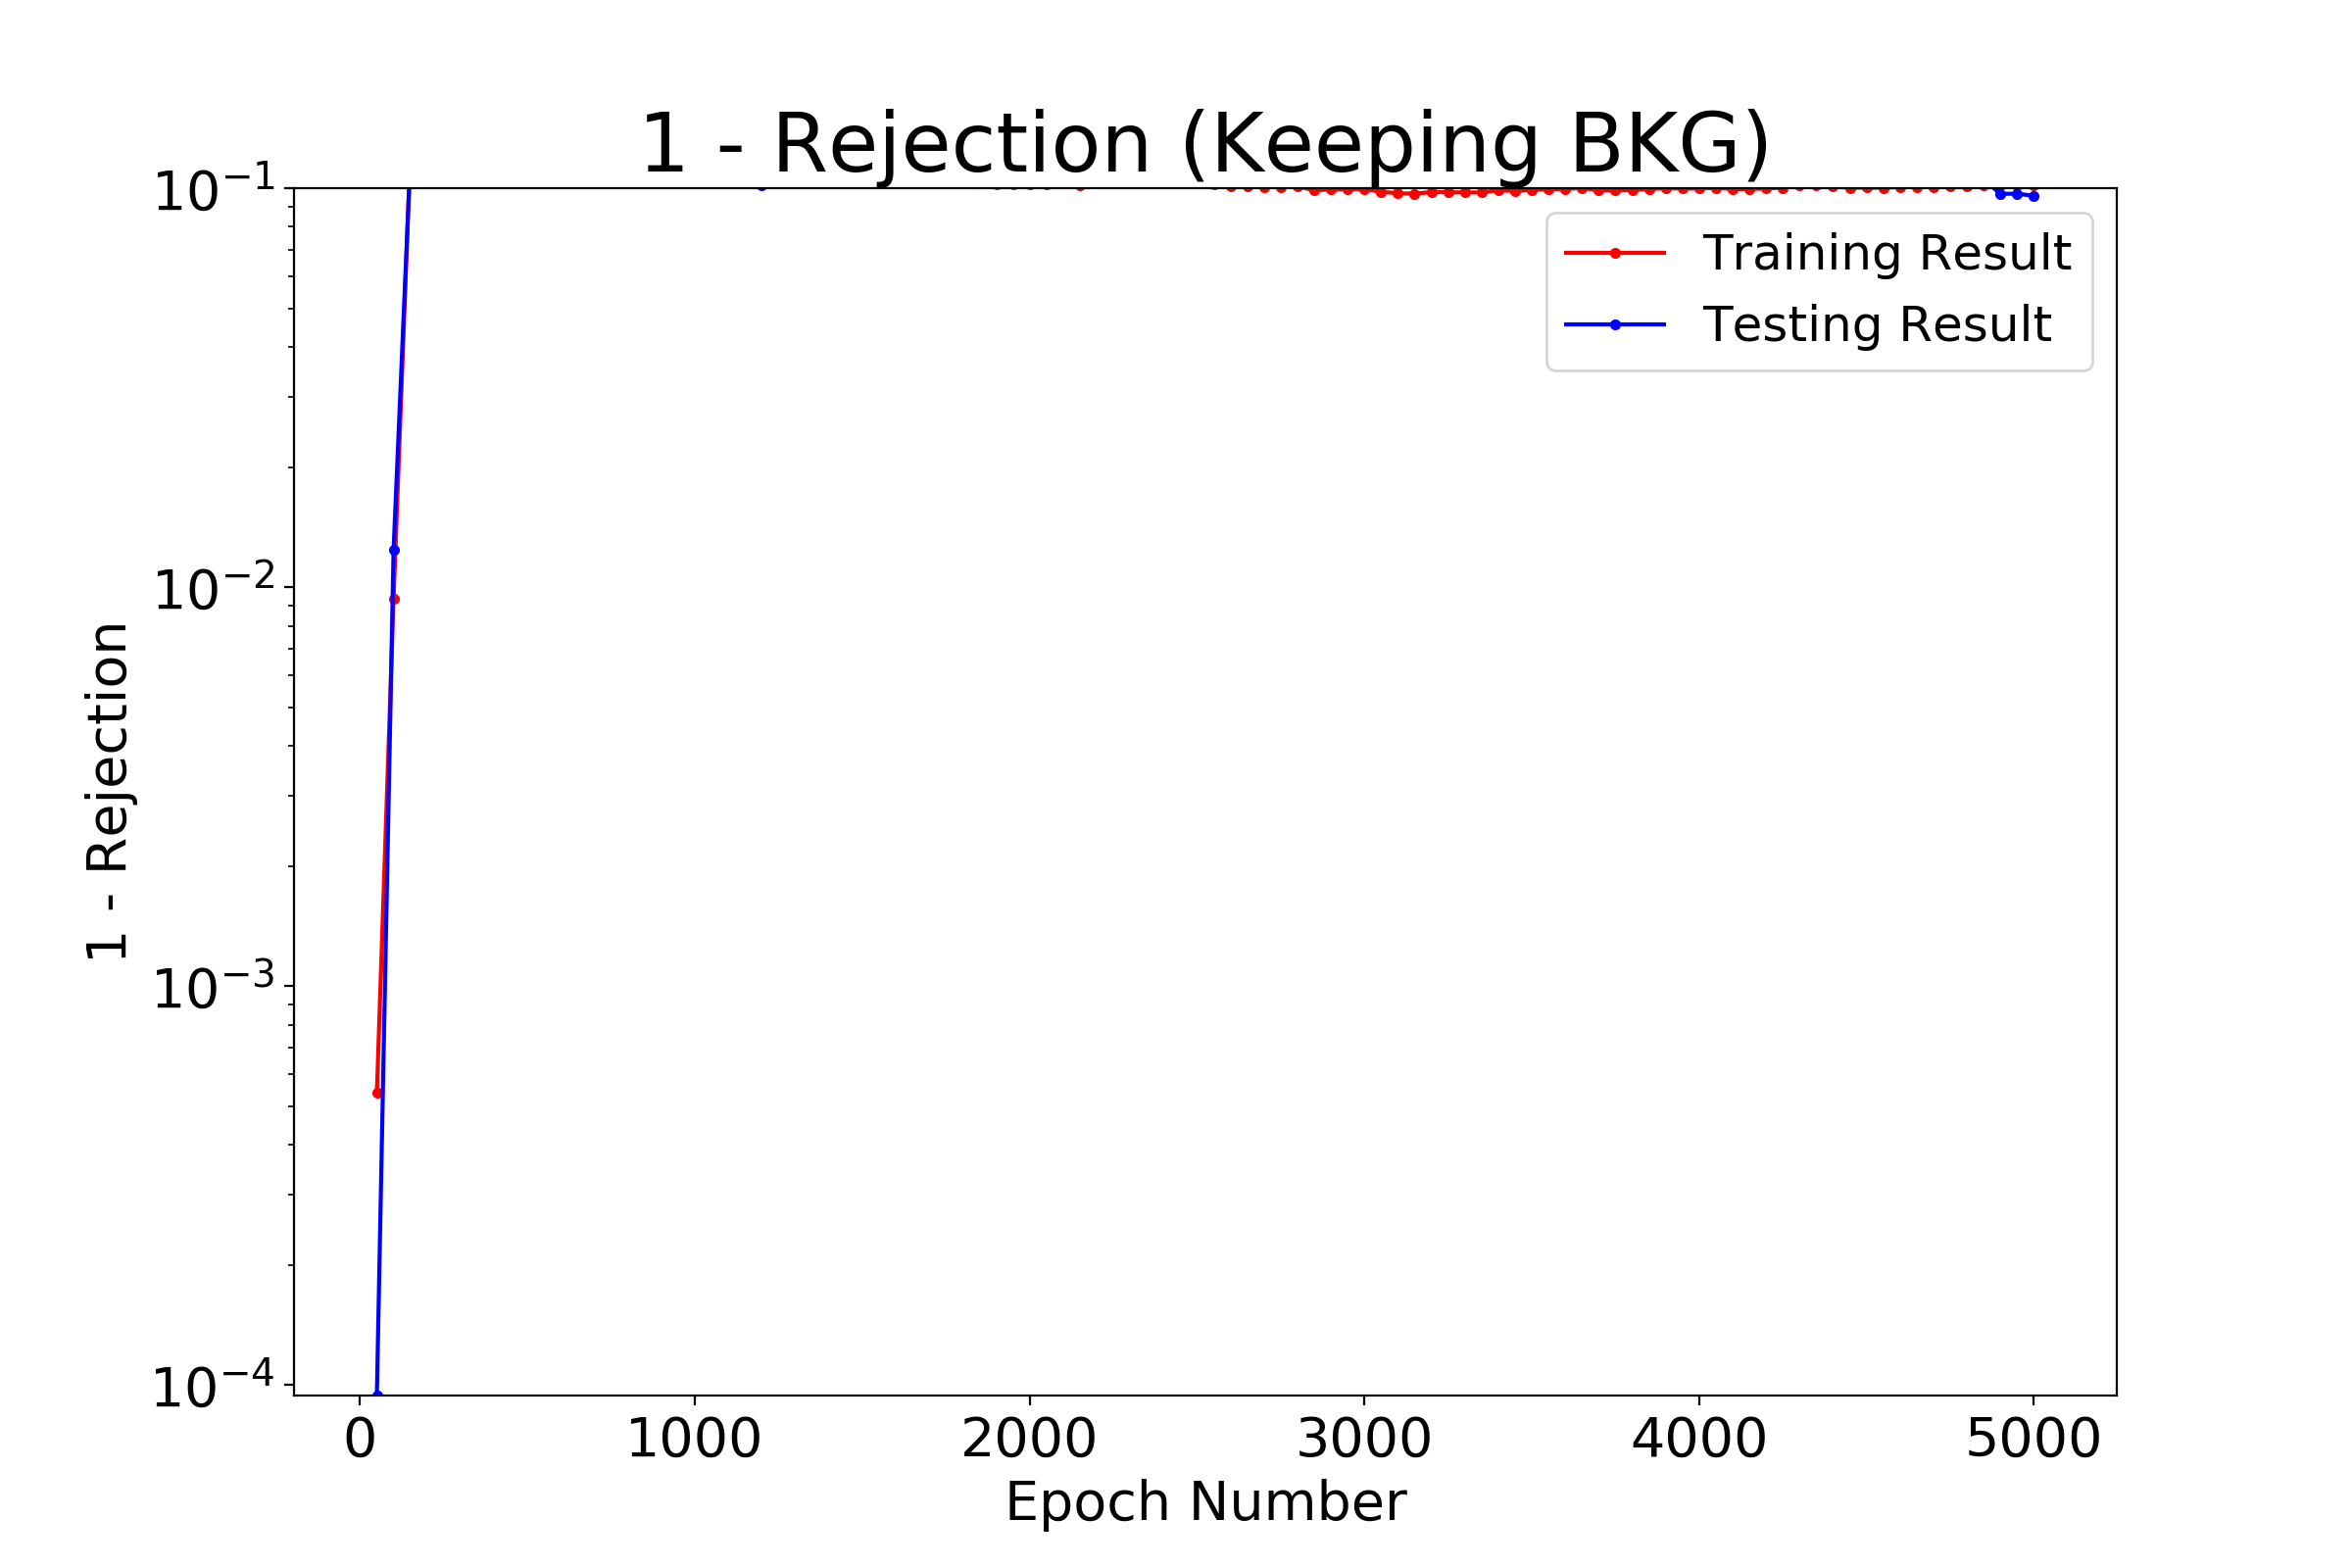 1 - Rejection (Keeping BKG)
10⁻¹
Training Result
Testing Result
10⁻²
1 - Rejection
10⁻³
10⁻⁴
0 1000 2000 3000 4000 5000
Epoch Number